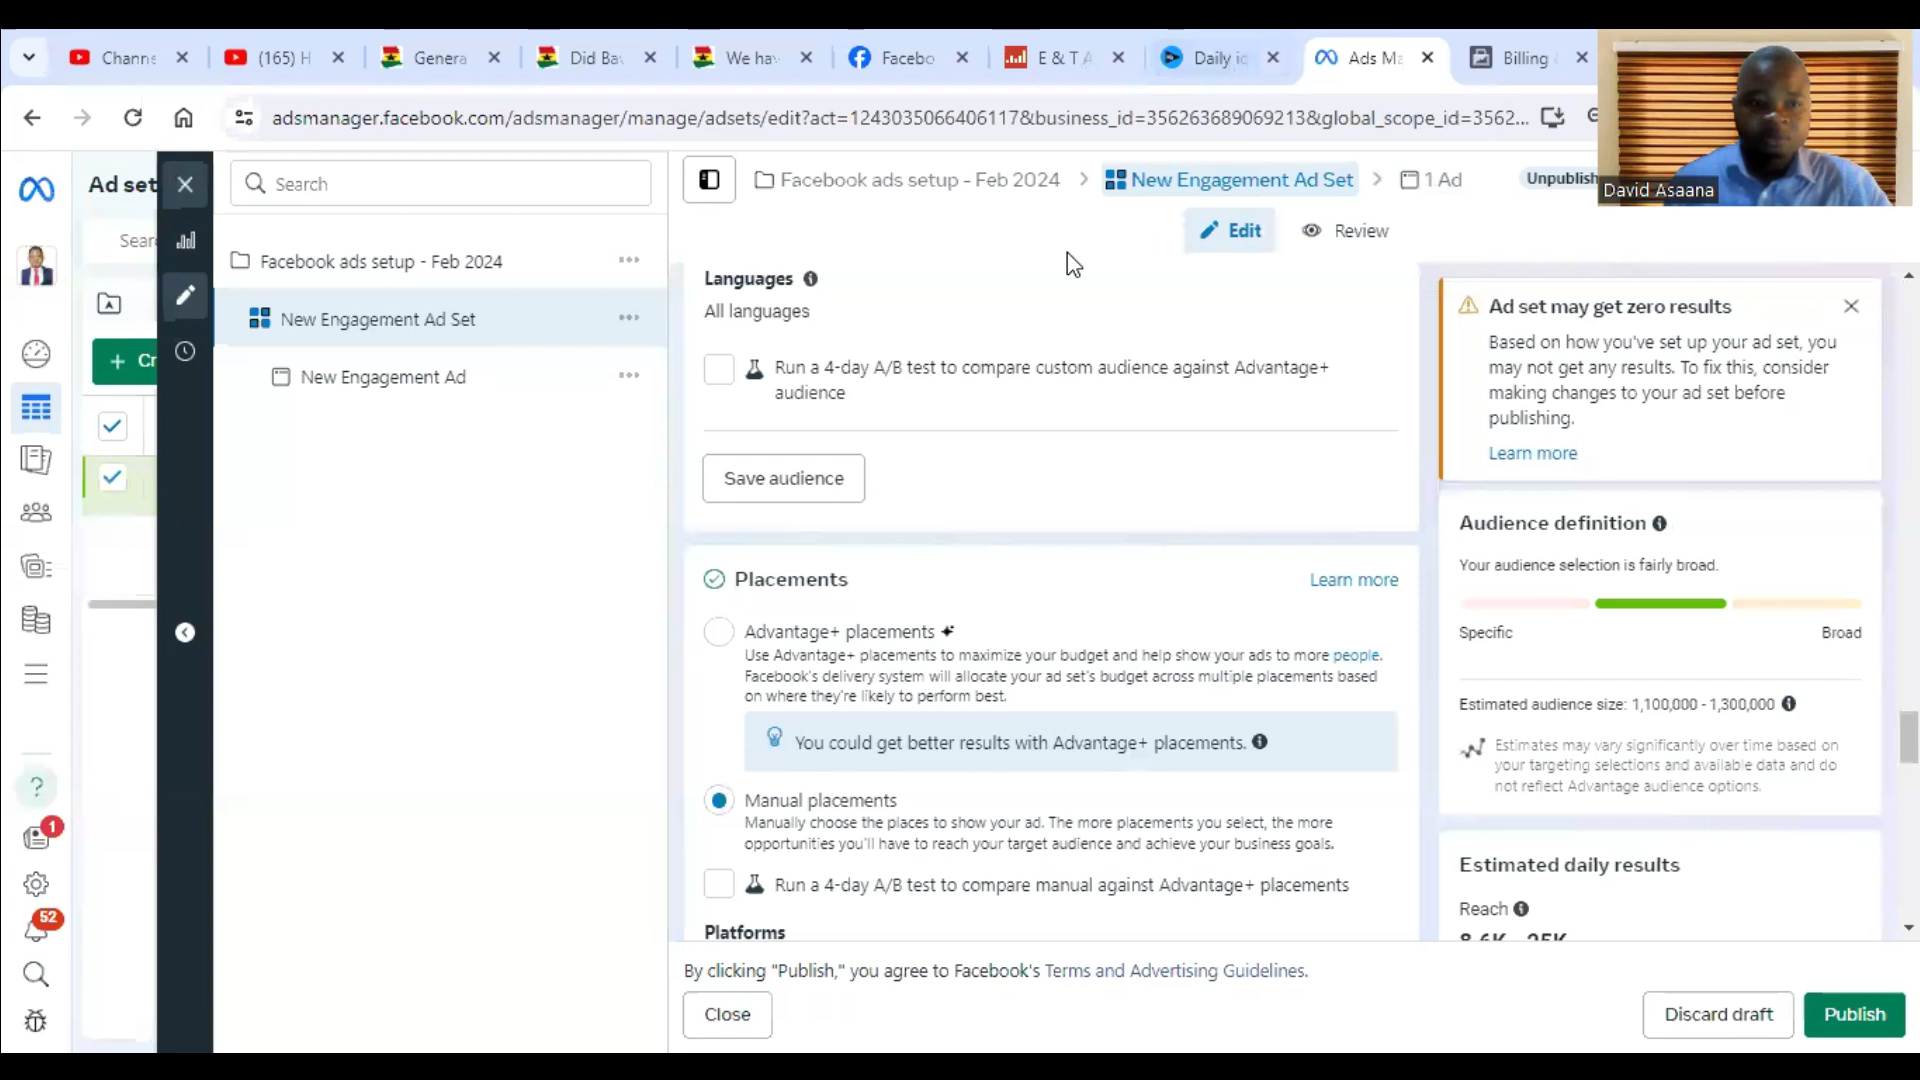 Channe
(165) H
Genera
Did Baw
We hav
Facebo
E & T A
Daily ic
Ads Ma
Billing
adsmanager.facebook.com/adsmanager/manage/adsets/edit?act=1243035066406117&business_id=356263689069213&global_scope_id=3562...
David Asaana
Ad set
Search
Facebook ads setup - Feb 2024
New Engagement Ad Set
1 Ad
Unpublish
Sear
Edit
Review
Facebook ads setup - Feb 2024
New Engagement Ad Set
New Engagement Ad
+ Cr
1
52
Languages
All languages
Run a 4-day A/B test to compare custom audience against Advantage+
audience
Save audience
Placements
Learn more
Advantage+ placements
Use Advantage+ placements to maximize your budget and help show your ads to more people.
Facebook's delivery system will allocate your ad set's budget across multiple placements based
on where they're likely to perform best.
You could get better results with Advantage+ placements.
Manual placements
Manually choose the places to show your ad. The more placements you select, the more
opportunities you'll have to reach your target audience and achieve your business goals.
Run a 4-day A/B test to compare manual against Advantage+ placements
Platforms
Ad set may get zero results
Based on how you've set up your ad set, you
may not get any results. To fix this, consider
making changes to your ad set before
publishing.
Learn more
Audience definition
Your audience selection is fairly broad.
Specific
Broad
Estimated audience size: 1,100,000 - 1,300,000
Estimates may vary significantly over time based on
your targeting selections and available data and do
not reflect Advantage audience options.
Estimated daily results
Reach
By clicking "Publish," you agree to Facebook's Terms and Advertising Guidelines.
Close
Discard draft
Publish